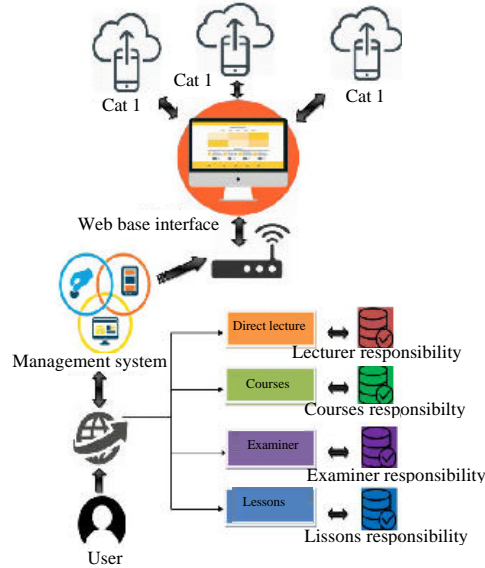 Cat 1
Cat 1
Cat 1
Web base interface
Management system
Direct lecture
Lecturer responsibility
Courses
Courses responsibilty
Examiner
Examiner responsibility
Lessons
Lissons responsibility
User